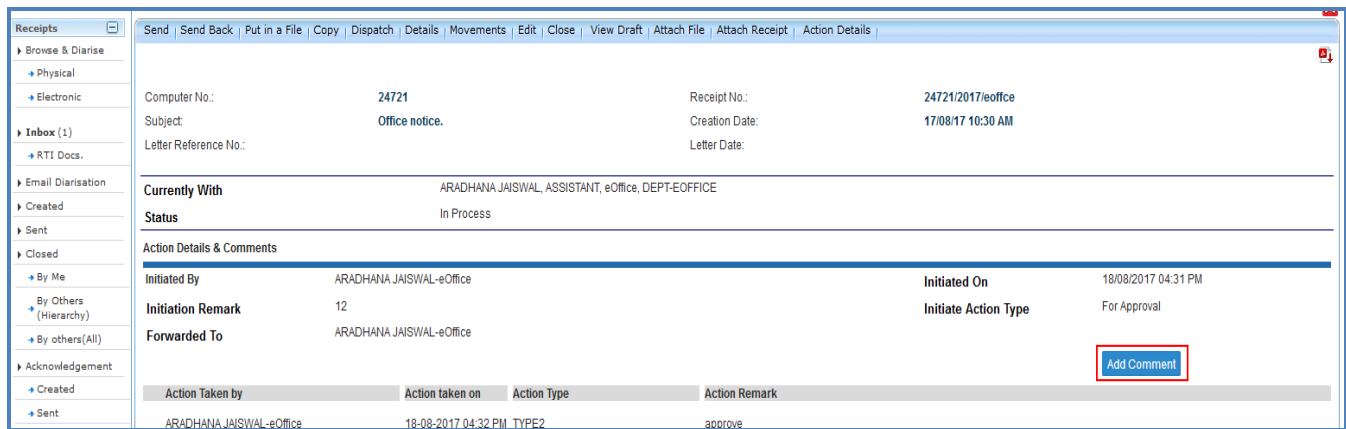 Receipts
Browse & Diarise
Physical
Electronic
Inbox (1)
RTI Docs.
Email Diarisation
Created
Sent
Closed
By Me
By Others
(Hierarchy)
By others(All)
Acknowledgement
Created
Sent
Send | Send Back | Put in a File | Copy | Dispatch | Details | Movements | Edit | Close | View Draft | Attach File | Attach Receipt | Action Details |
Computer No.: 24721 Receipt No.: 24721/2017/eoffce
Subject: Office notice. Creation Date: 17/08/17 10:30 AM
Letter Reference No.: Letter Date:
Currently With ARADHANA JAISWAL, ASSISTANT, eOffice, DEPT-EOFFICE
Status In Process
Action Details & Comments
Initiated By ARADHANA JAISWAL-eOffice Initiated On 18/08/2017 04:31 PM
Initiation Remark 12 Initiate Action Type For Approval
Forwarded To ARADHANA JAISWAL-eOffice
Add Comment
Action Taken by Action taken on Action Type Action Remark
ARADHANA JAISWAL-eOffice 18-08-2017 04:32 PM TYPE2 approve